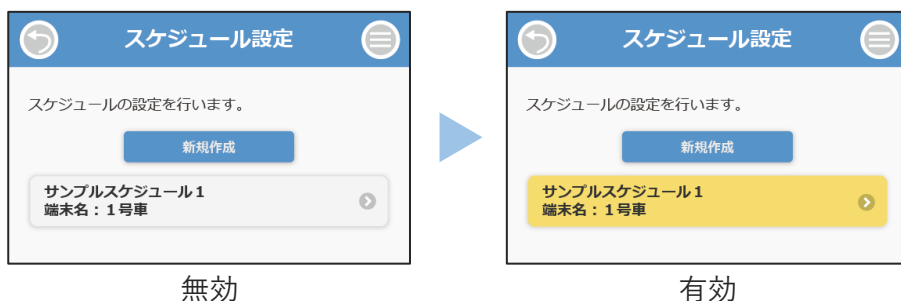 スケジュール設定
スケジュールの設定を行います。
新規作成
サンプルスケジュール1
端末名：1号車
無効
スケジュール設定
スケジュールの設定を行います。
新規作成
サンプルスケジュール1
端末名：1号車
有効